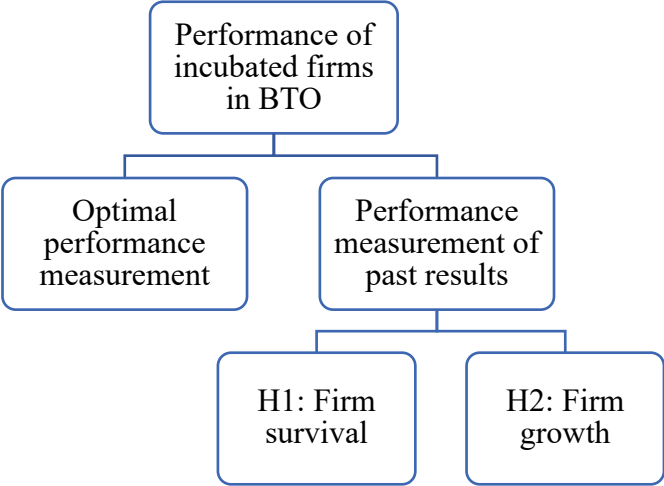 Performance of
incubated firms
in BTO
Optimal
performance
measurement
Performance
measurement of
past results
H1: Firm
survival
H2: Firm
growth